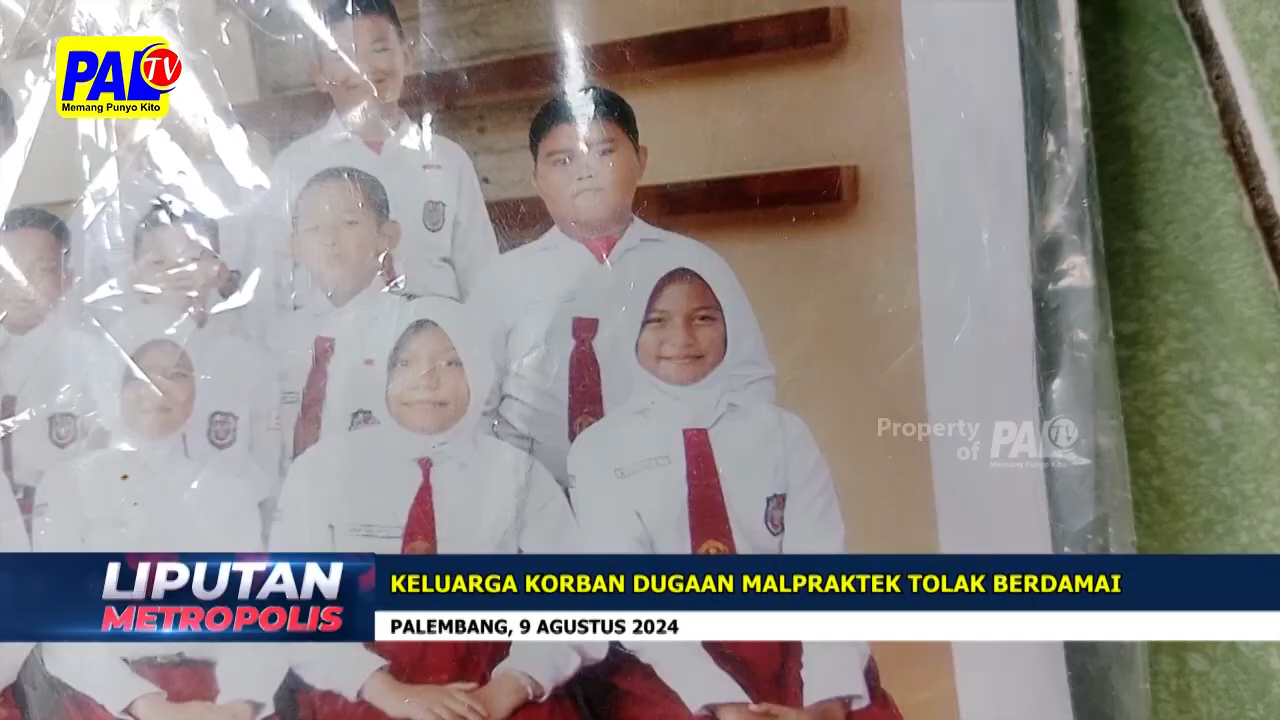 PAL TV
Memang Punyo Kito
Property of PAL TV
Memang Punyo Kito
LIPUTAN
METROPOLIS
KELUARGA KORBAN DUGAAN MALPRAKTEK TOLAK BERDAMAI
PALEMBANG, 9 AGUSTUS 2024